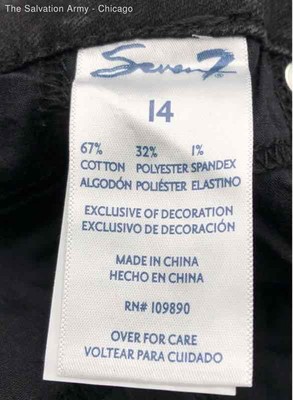 The Salvation Army - Chicago
Seven7
14
67% 32% 1%
COTTON POLYESTER SPANDEX
ALGODÓN POLIÉSTER ELASTINO
EXCLUSIVE OF DECORATION
EXCLUSIVO DE DECORACIÓN
MADE IN CHINA
HECHO EN CHINA
RN# 109890
OVER FOR CARE
VOLTEAR PARA CUIDADO